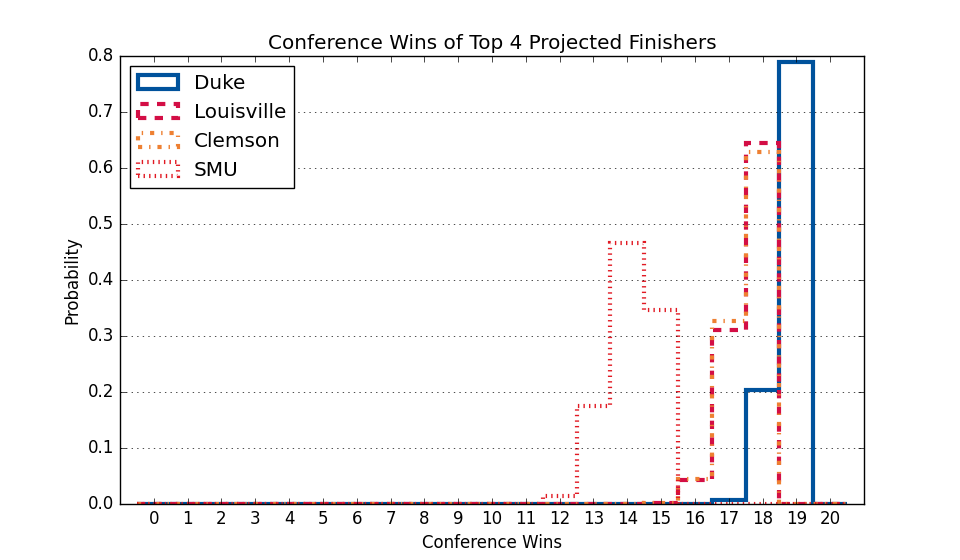 Conference Wins of Top 4 Projected Finishers
0.8
0.7
0.6
0.5
0.4
0.3
0.2
0.1
0.0
Probability
Duke
Louisville
Clemson
SMU
0 1 2 3 4 5 6 7 8 9 10 11 12 13 14 15 16 17 18 19 20
Conference Wins